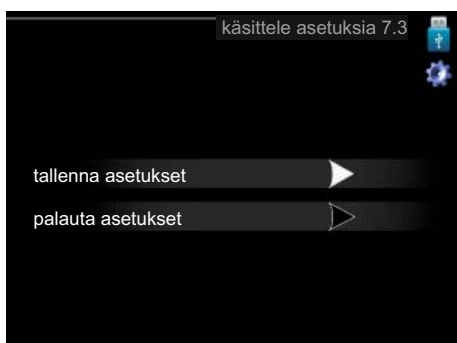 käsittele asetuksia 7.3
tallenna asetukset
palauta asetukset